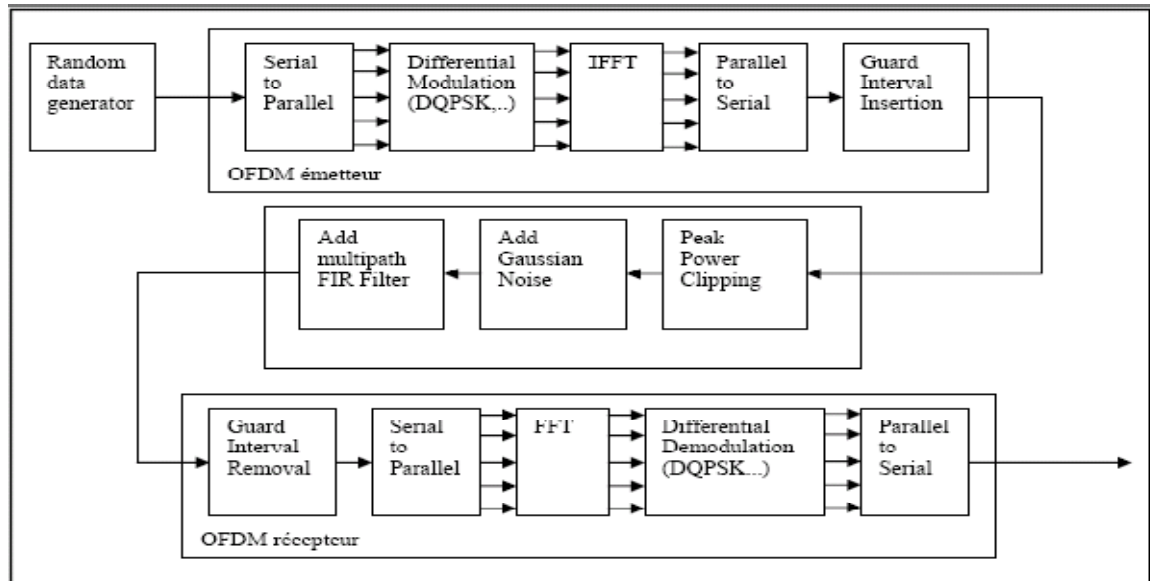 Random
data
generator
Serial
to
Parallel
Differential
Modulation
(DQPSK,..)
IFFT
Parallel
to
Serial
Guard
Interval
Insertion
OFDM émetteur
Add
multipath
FIR Filter
Add
Gaussian
Noise
Peak
Power
Clipping
Guard
Interval
Removal
Serial
to
Parallel
FFT
Differential
Demodulation
(DQPSK...)
Parallel
to
Serial
OFDM récepteur